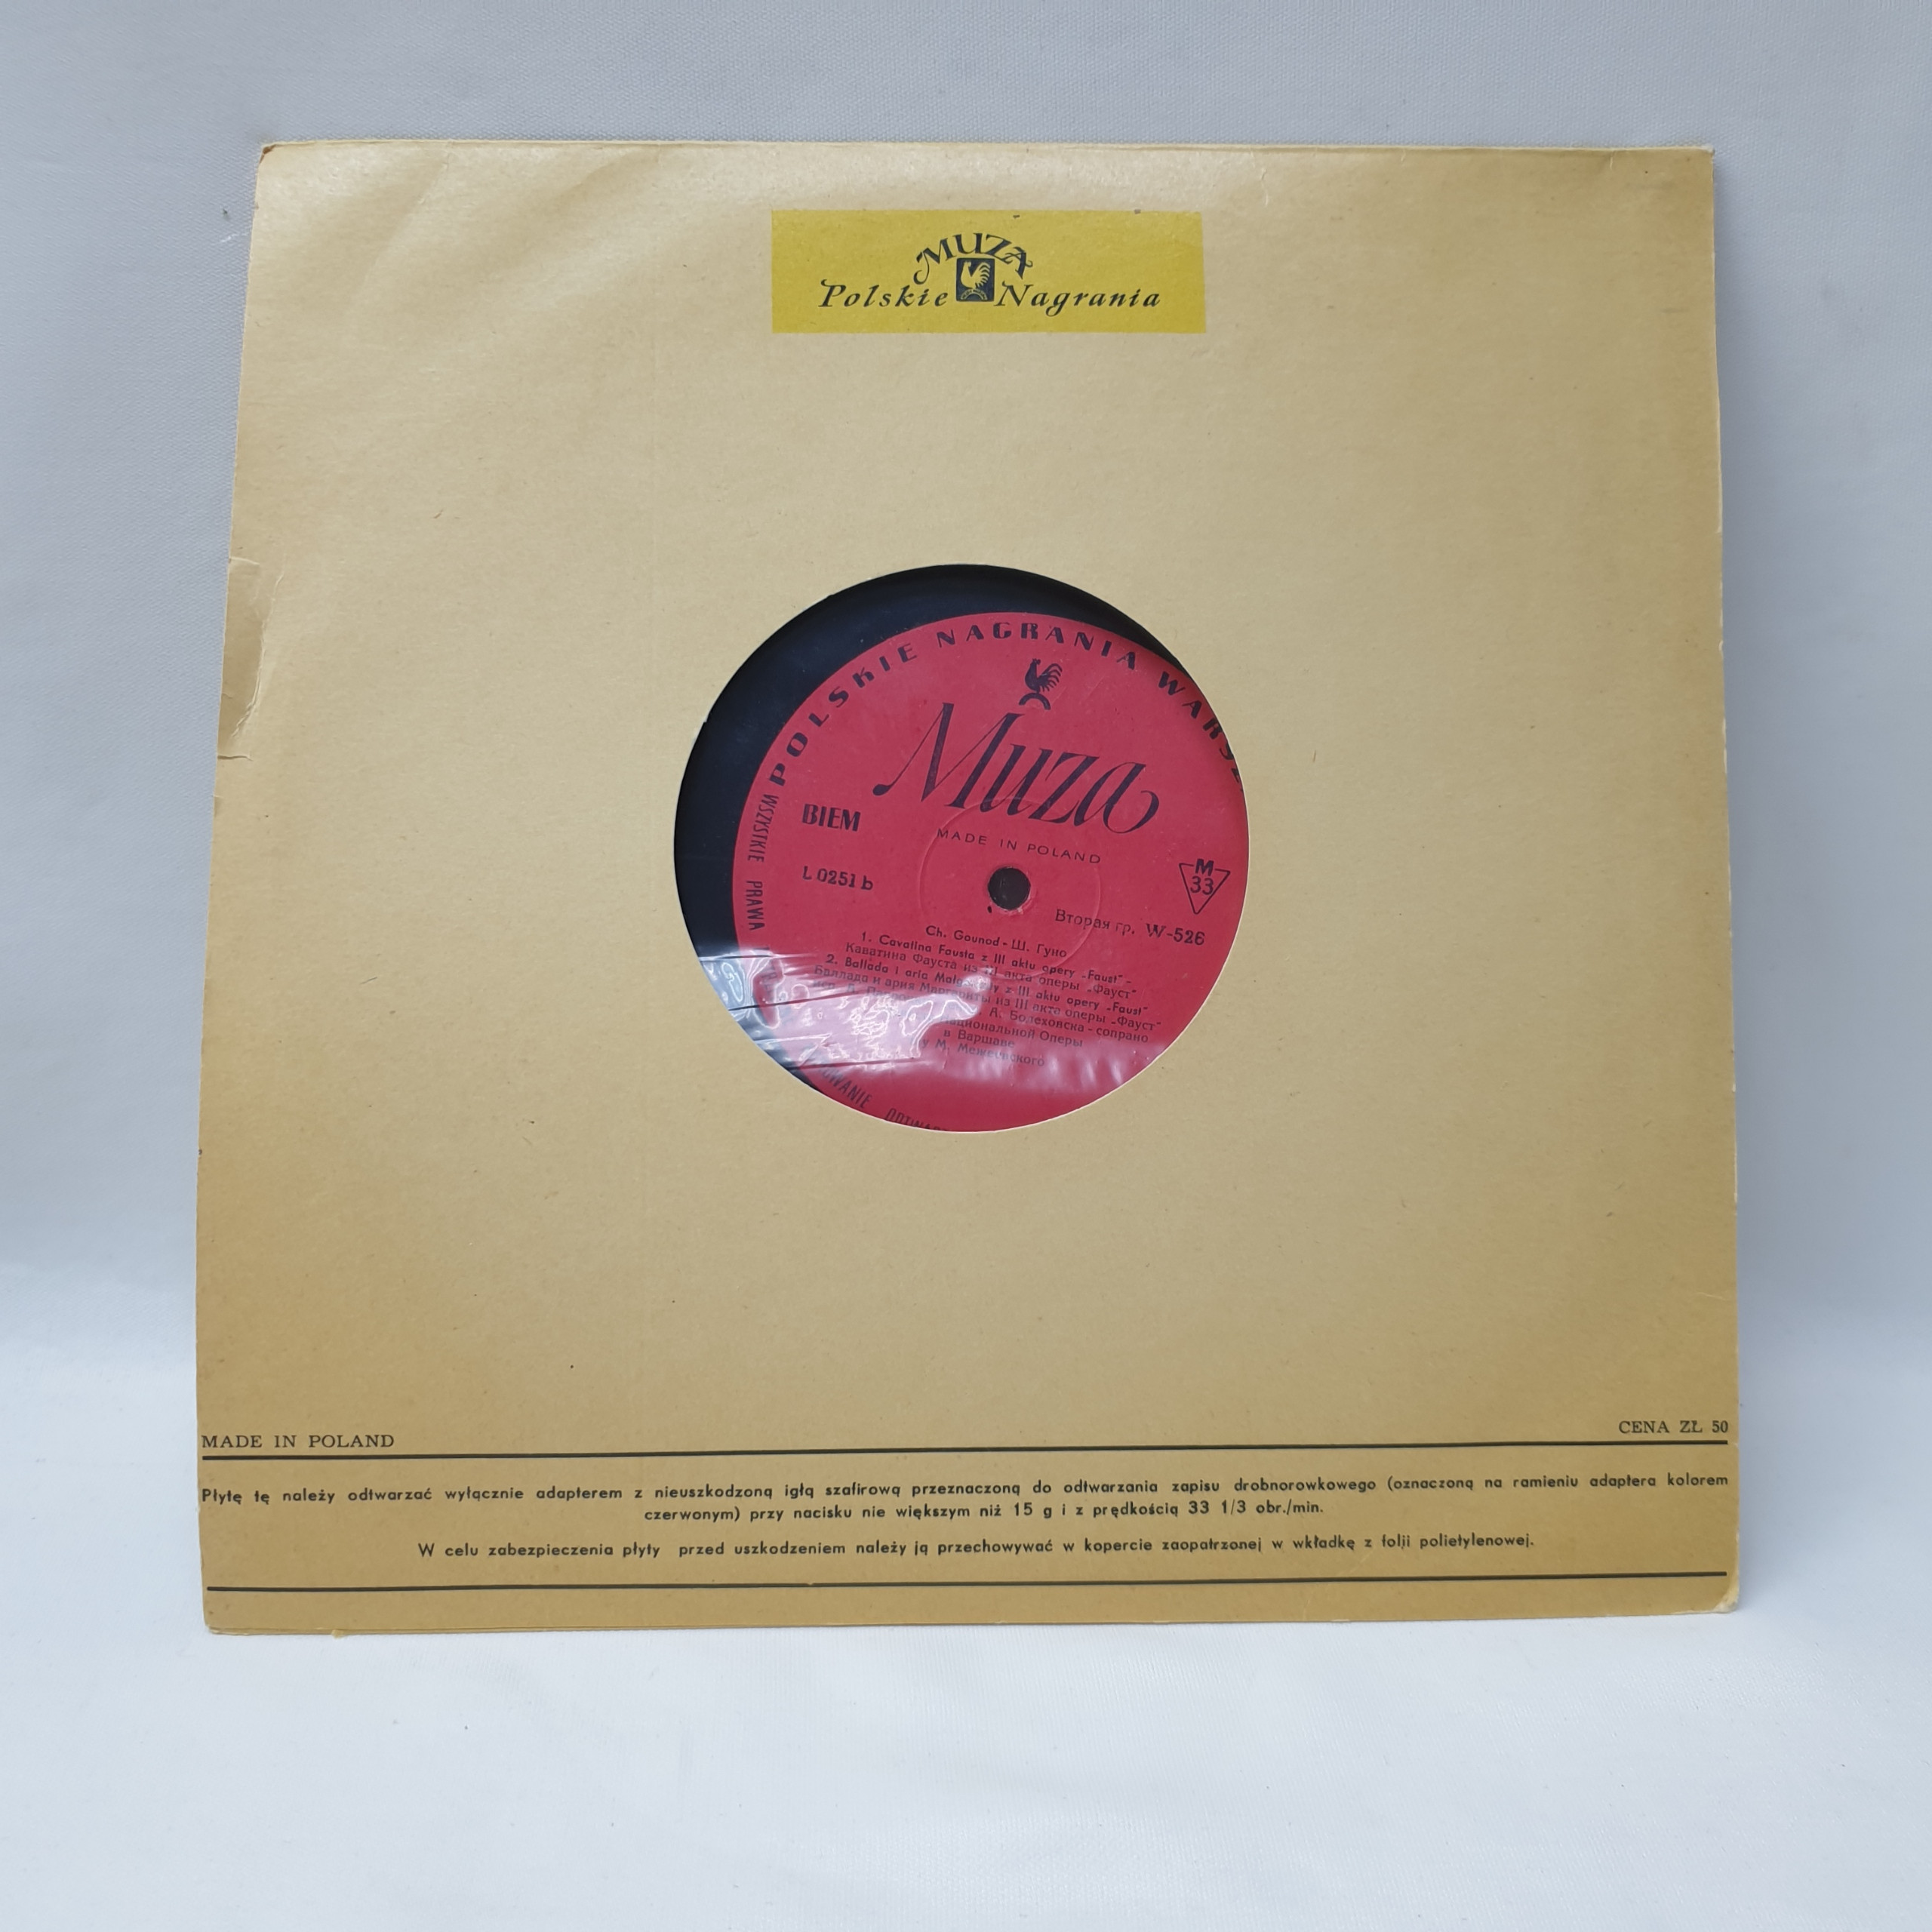 MUZA
Polskie Nagrania
POLSKIE NAGRANIA
WSZYSTKIE PRAWA
Muza
BIEM
MADE IN POLAND
L 0251 b
M
33
Вторая гр. W-526
Ch. Gounod - Ш. Гуно
1. Cavatina Fausta z III aktu opery „Faust" -
Каватина Фауста из III акта оперы „Фауст"
2. Ballada i aria z III aktu opery „Faust"
Баллада и ария Маргариты из III акта оперы „Фауст"
А. Болеховска - сопрано
Оперы
в Варшаве
MADE IN POLAND
CENA ZŁ 50
Płytę tę należy odtwarzać wyłącznie adapterem z nieuszkodzoną igłą szafirową przeznaczoną do odtwarzania zapisu drobnorowkowego (oznaczoną na ramieniu adaptera kolorem
czerwonym) przy nacisku nie większym niż 15 g i z prędkością 33 1/3 obr./min.
W celu zabezpieczenia płyty przed uszkodzeniem należy ją przechowywać w kopercie zaopatrzonej w wkładkę z folii polietylenowej.